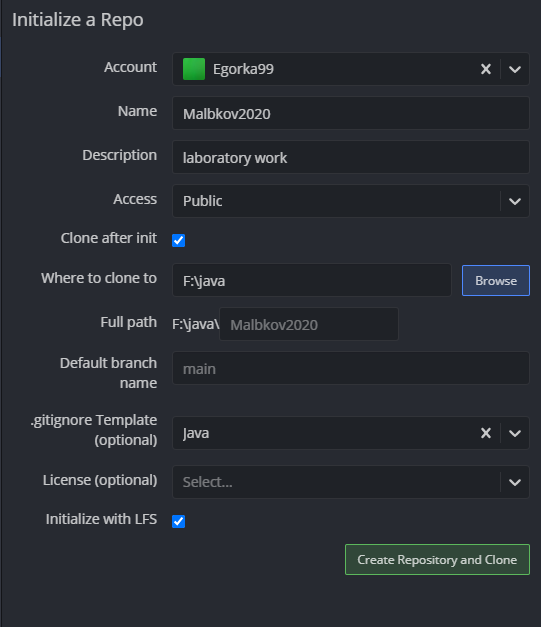 Initialize a Repo
Account
Egorka99
Name
Malbkov2020
Description
laboratory work
Access
Public
Clone after init
Where to clone to
F:\java
Browse
Full path
F:\java\
Malbkov2020
Default branch
name
main
.gitignore Template
(optional)
Java
License (optional)
Select...
Initialize with LFS
Create Repository and Clone